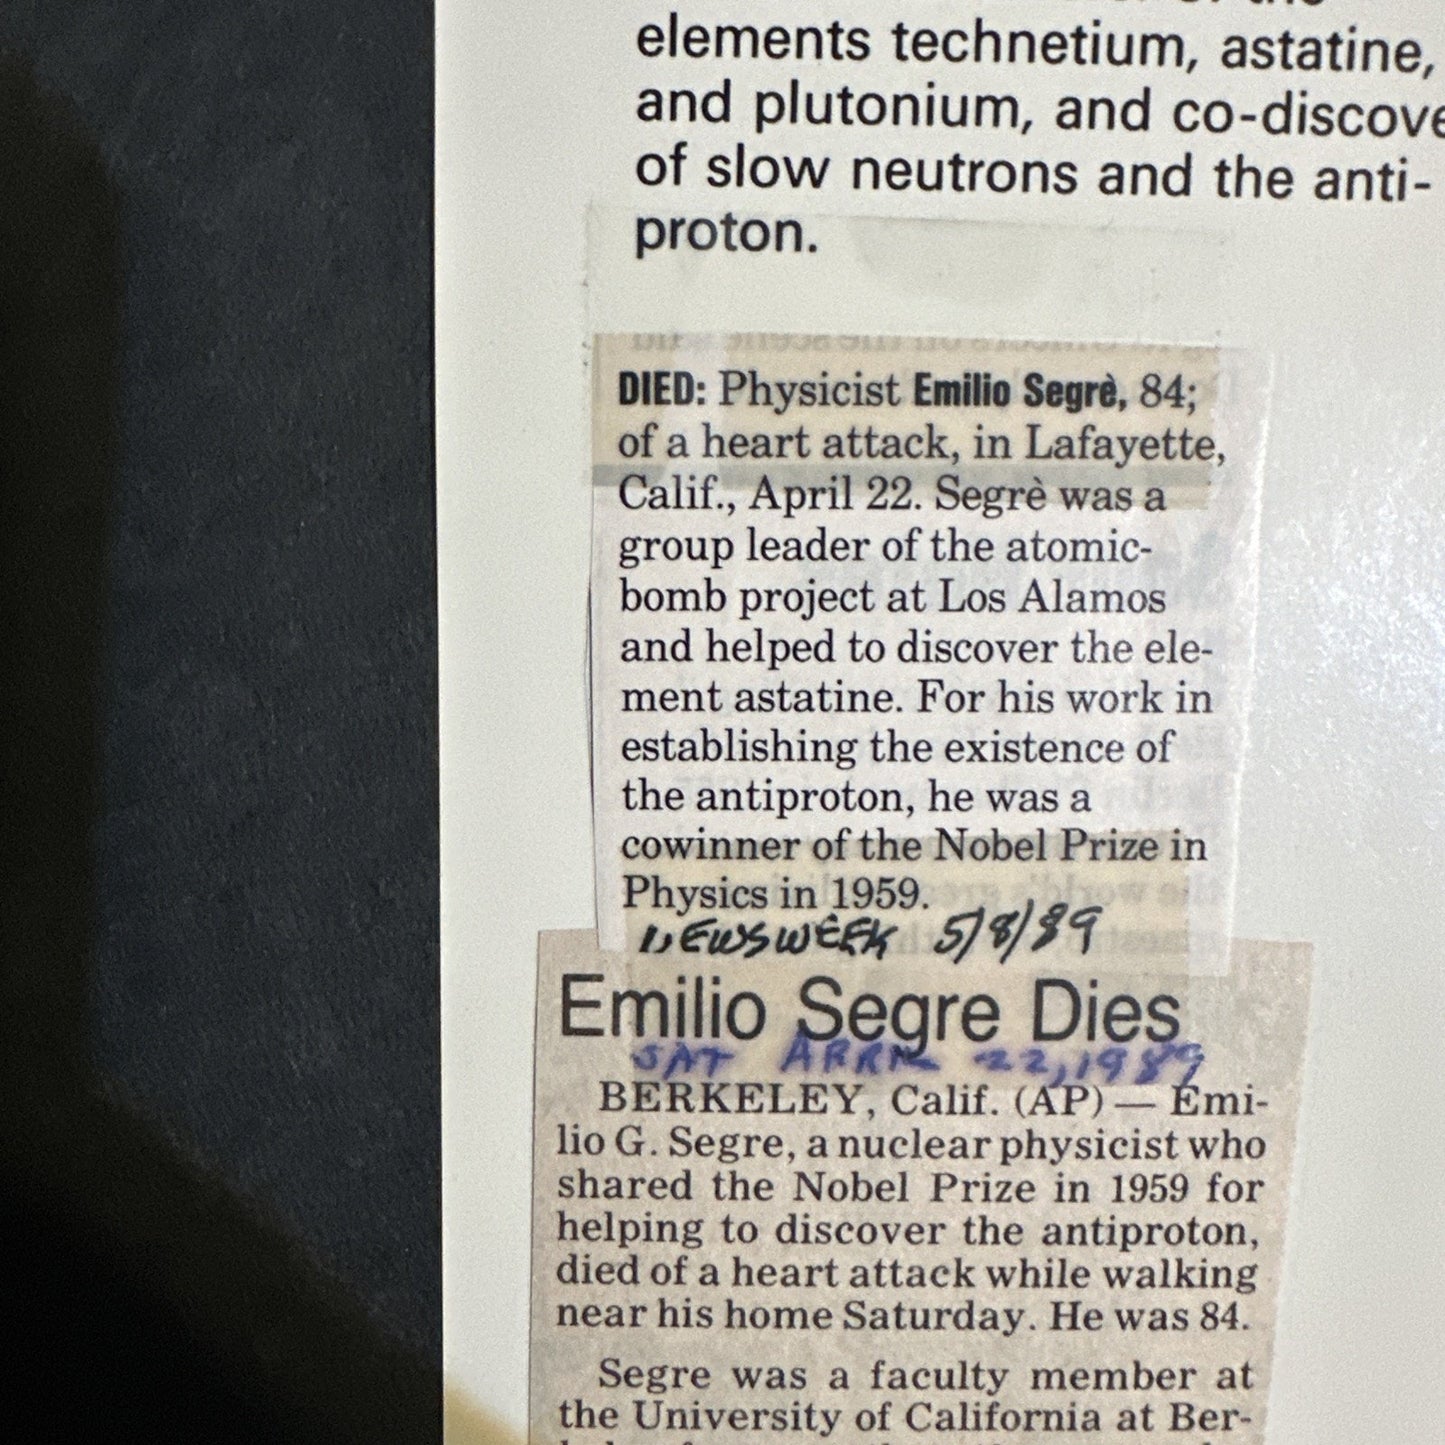 elements technetium, astatine,
and plutonium, and co-discove
of slow neutrons and the anti-
proton.
DIED: Physicist Emilio Segrè, 84;
of a heart attack, in Lafayette,
Calif., April 22. Segrè was a
group leader of the atomic-
bomb project at Los Alamos
and helped to discover the ele-
ment astatine. For his work in
establishing the existence of
the antiproton, he was a
cowinner of the Nobel Prize in
Physics in 1959.
NEWSWEEK 5/8/89
Emilio Segre Dies
SAT APRIL 22, 1989
BERKELEY, Calif. (AP) — Emi-
lio G. Segre, a nuclear physicist who
shared the Nobel Prize in 1959 for
helping to discover the antiproton,
died of a heart attack while walking
near his home Saturday. He was 84.
Segre was a faculty member at
the University of California at Ber-